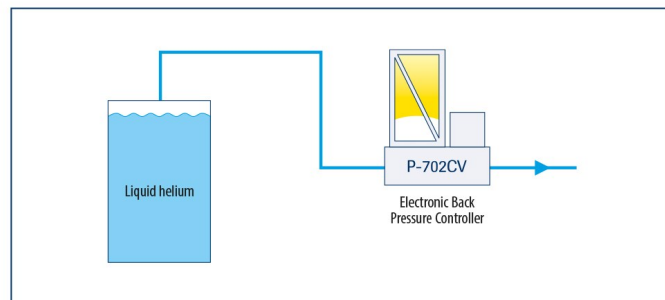 Liquid helium
P-702CV
Electronic Back
Pressure Controller